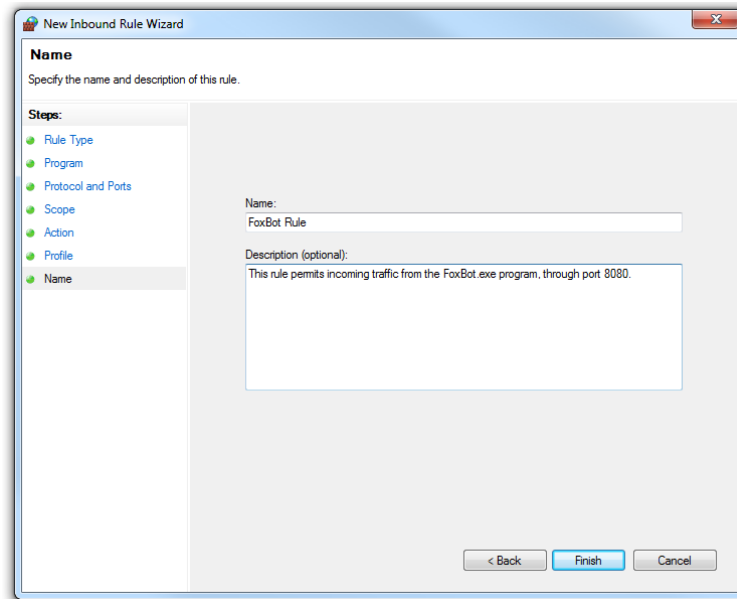 New Inbound Rule Wizard
Name
Specify the name and description of this rule.
Steps:
Rule Type
Program
Protocol and Ports
Scope
Action
Profile
Name
Name:
FoxBot Rule
Description (optional):
This rule permits incoming traffic from the FoxBot.exe program, through port 8080.
< Back
Finish
Cancel